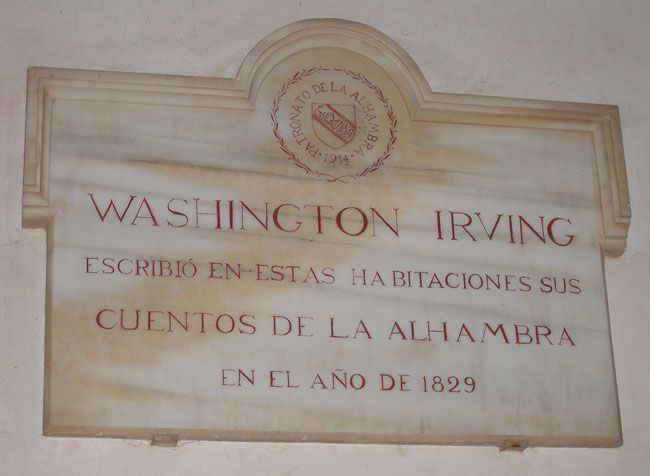 PATRONATO DE LA ALHAMBRA
· 1914 ·
WASHINGTON IRVING
ESCRIBIÓ EN ESTAS HABITACIONES SUS
CUENTOS DE LA ALHAMBRA
EN EL AÑO DE 1829